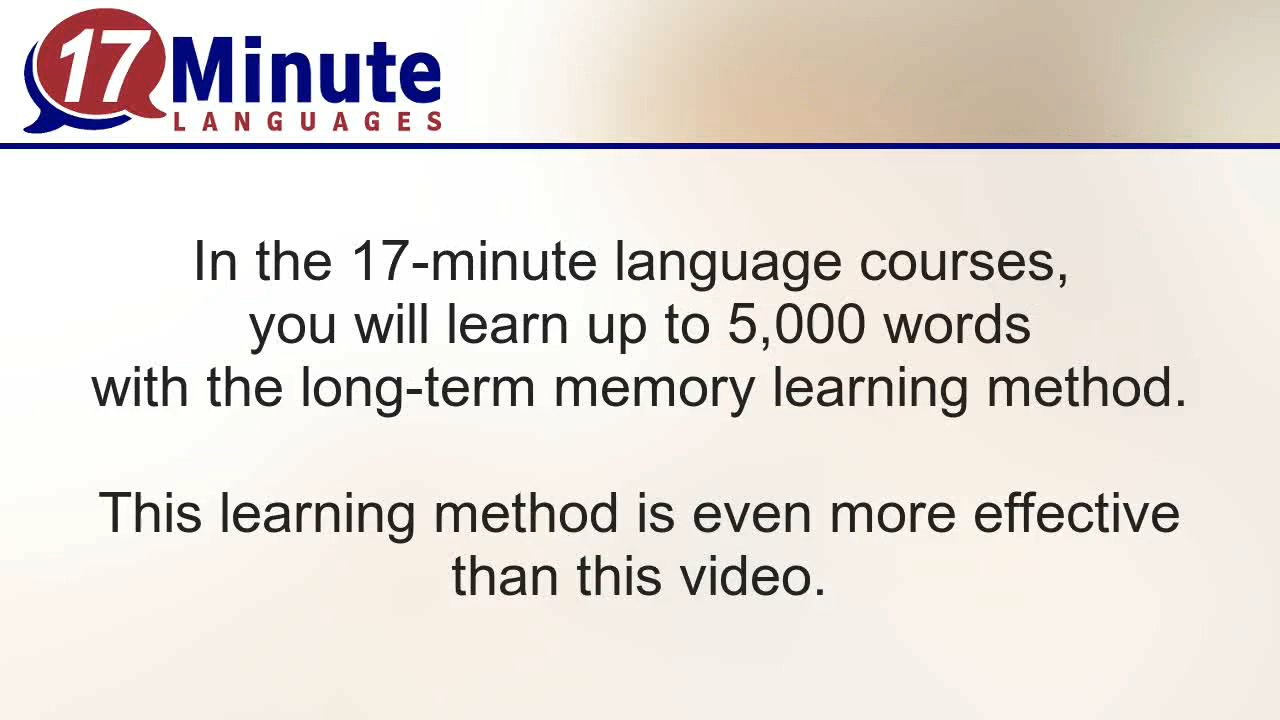 17 Minute
LANGUAGES
In the 17-minute language courses,
you will learn up to 5,000 words
with the long-term memory learning method.
This learning method is even more effective
than this video.